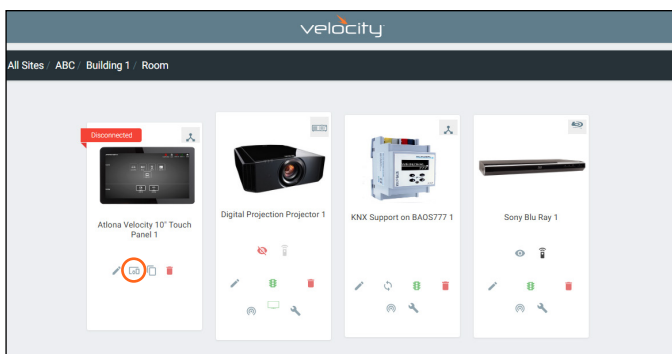 velocity
All Sites / ABC / Building 1 / Room
Disconnected
Atlona Velocity 10" Touch
Panel 1
Digital Projection Projector 1
KNX Support on BAOS777 1
Sony Blu Ray 1